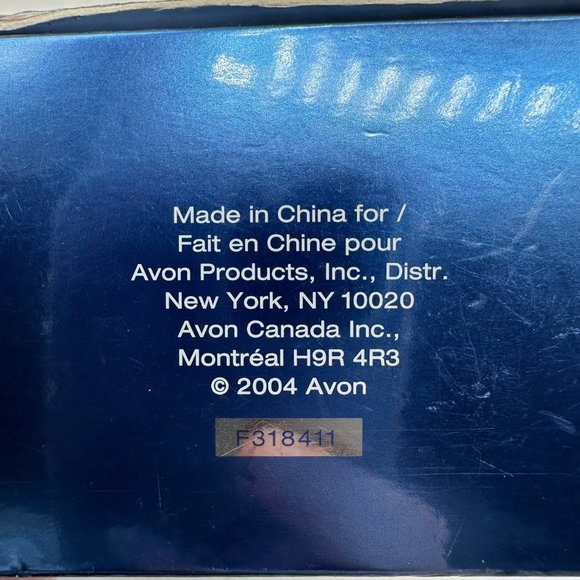 Made in China for /
Fait en Chine pour
Avon Products, Inc., Distr.
New York, NY 10020
Avon Canada Inc.,
Montréal H9R 4R3
© 2004 Avon
F318411